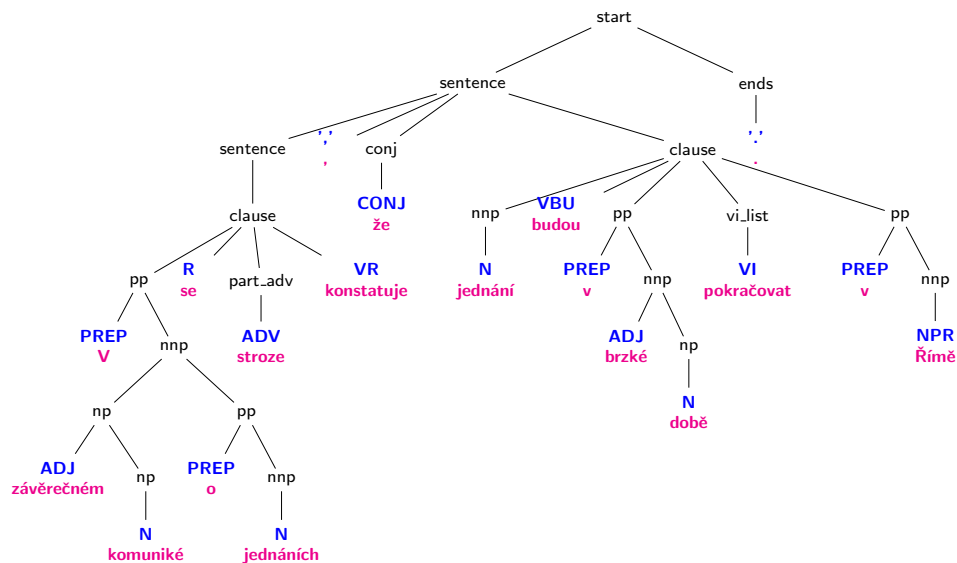 start
sentence ends
sentence ',' conj clause '.'
, .
CONJ nnp VBU pp vi_list pp
že budou
clause
pp R part_adv VR N PREP nnp VI PREP nnp
se konstatuje jednání v pokračovat v
PREP nnp ADV ADJ np NPR
V stroze brzké Římě
np pp N
době
ADJ np PREP nnp
závěrečném o
N N
komuniké jednáních